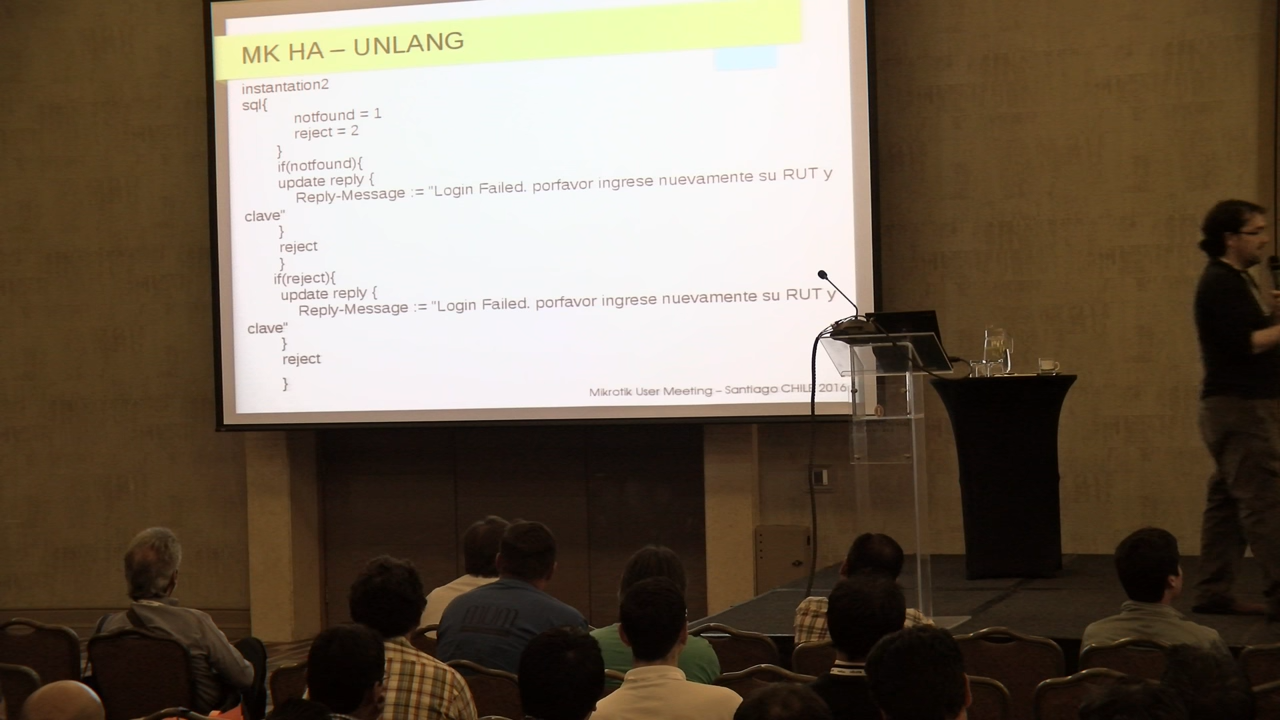 MK HA – UNLANG
instantation2
sql{
notfound = 1
reject = 2
}
if(notfound){
update reply {
Reply-Message := "Login Failed. porfavor ingrese nuevamente su RUT y
clave"
}
reject
}
if(reject){
update reply {
Reply-Message := "Login Failed. porfavor ingrese nuevamente su RUT y
clave"
}
reject
}
Mikrotik User Meeting – Santiago CHILE 2016
mum